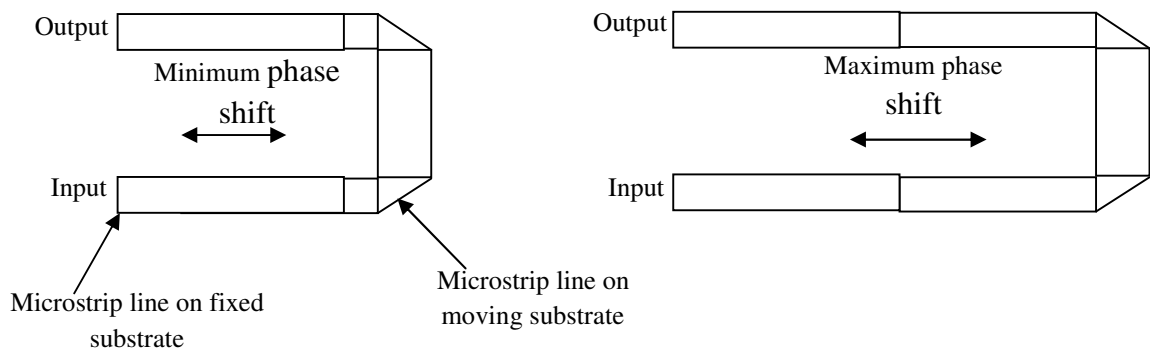 Output
Minimum phase
shift
Input
Microstrip line on fixed
substrate
Microstrip line on
moving substrate
Output
Maximum phase
shift
Input